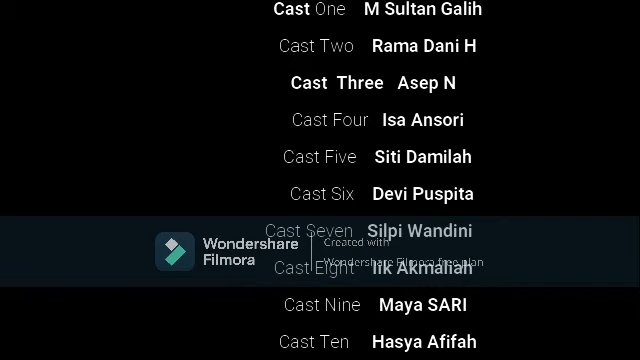 Cast One M Sultan Galih
Cast Two Rama Dani H
Cast Three Asep N
Cast Four Isa Ansori
Cast Five Siti Damilah
Cast Six Devi Puspita
Cast Seven Silpi Wandini
Wondershare Filmora
Created with
Wondershare Filmora free plan
Cast Eight Iik Akmaliah
Cast Nine Maya SARI
Cast Ten Hasya Afifah